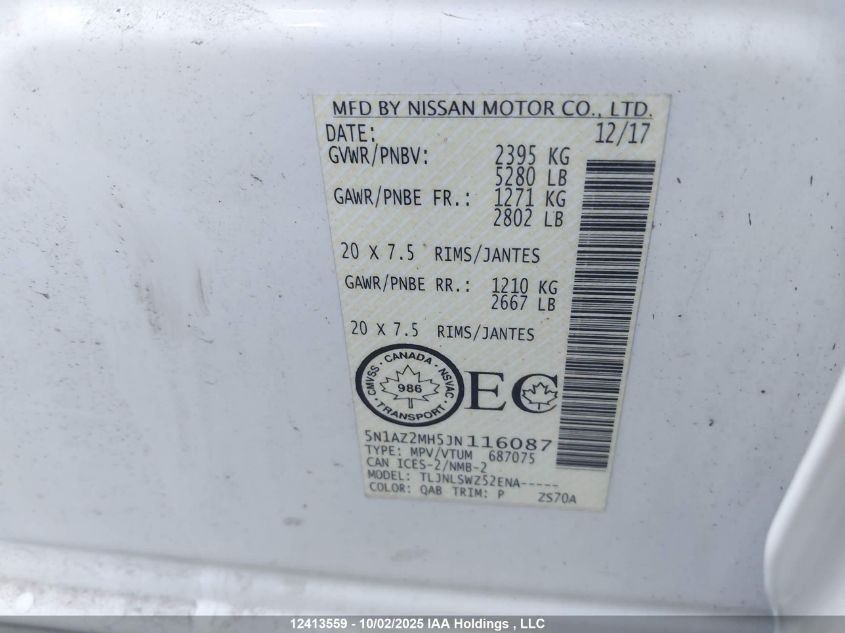 MFD BY NISSAN MOTOR CO., LTD.
DATE: 12/17
GVWR/PNBV: 2395 KG
5280 LB
GAWR/PNBE FR.: 1271 KG
2802 LB
20 X 7.5 RIMS/JANTES
GAWR/PNBE RR.: 1210 KG
2667 LB
20 X 7.5 RIMS/JANTES
CMVSS · CANADA · NSVAC
986
· TRANSPORT ·
EC
5N1AZ2MH5JN116087
TYPE: MPV/VTUM 687075
CAN ICES-2/NMB-2
MODEL: TLJNLSWZ52ENA-----
COLOR: QAB TRIM: P ZS70A
12413559 - 10/02/2025 IAA Holdings , LLC